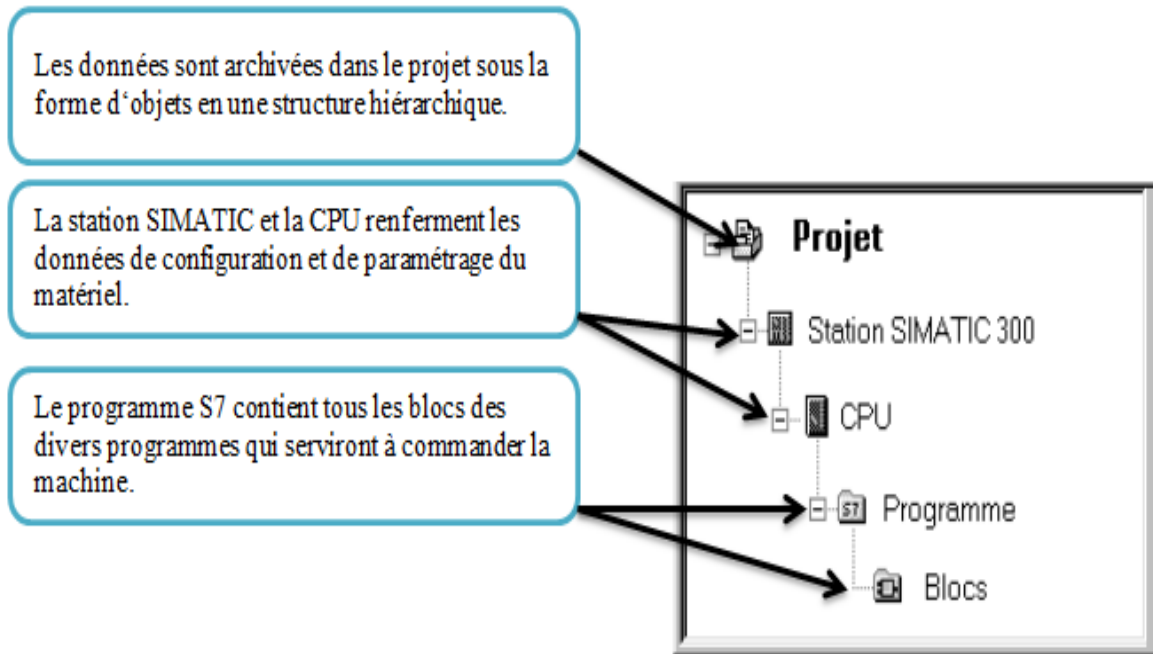 Les données sont archivées dans le projet sous la
forme d‘objets en une structure hiérarchique.
La station SIMATIC et la CPU renferment les
données de configuration et de paramétrage du
matériel.
Le programme S7 contient tous les blocs des
divers programmes qui serviront à commander la
machine.
Projet
Station SIMATIC 300
CPU
S7 Programme
Blocs